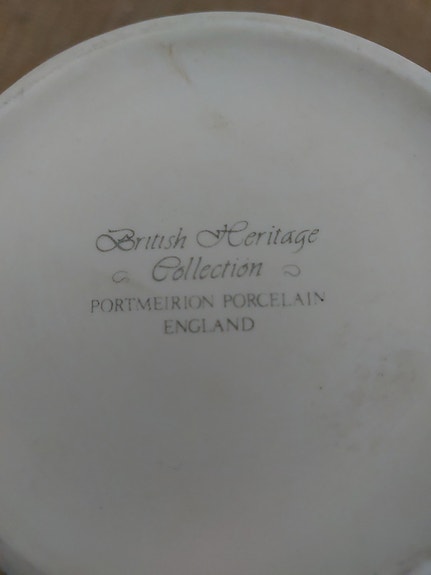 British Heritage
Collection
PORTMEIRION PORCELAIN
ENGLAND